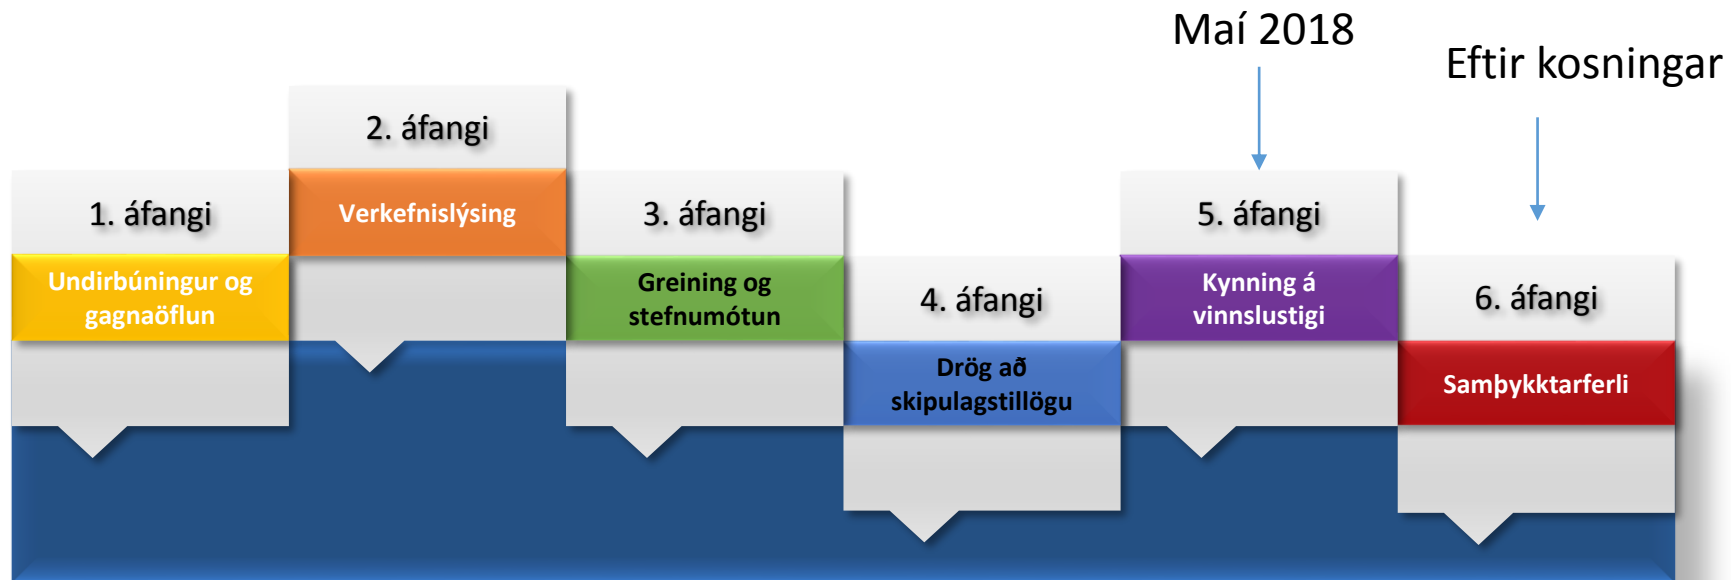 Maí 2018
Eftir kosningar
1. áfangi
Undirbúningur og
gagnaöflun
2. áfangi
Verkefnislýsing
3. áfangi
Greining og
stefnumótun
4. áfangi
Drög að
skipulagstillögu
5. áfangi
Kynning á
vinnslustigi
6. áfangi
Samþykktarferli